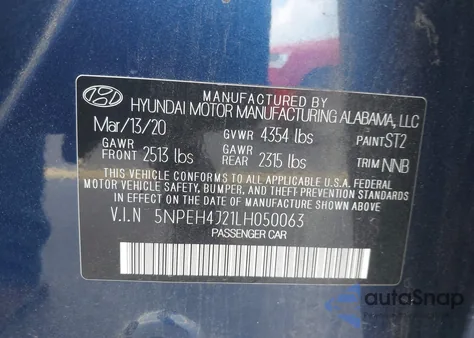 MANUFACTURED BY
HYUNDAI MOTOR MANUFACTURING ALABAMA, LLC
Mar/13/20 GVWR 4354 lbs PAINT ST2
GAWR FRONT 2513 lbs GAWR REAR 2315 lbs TRIM NNB
THIS VEHICLE CONFORMS TO ALL APPLICABLE U.S. FEDERAL
MOTOR VEHICLE SAFETY, BUMPER, AND THEFT PREVENTION STANDARDS
IN EFFECT ON THE DATE OF MANUFACTURE SHOWN ABOVE.
V.I.N 5NPEH4J21LH050063
PASSENGER CAR
autoSnap